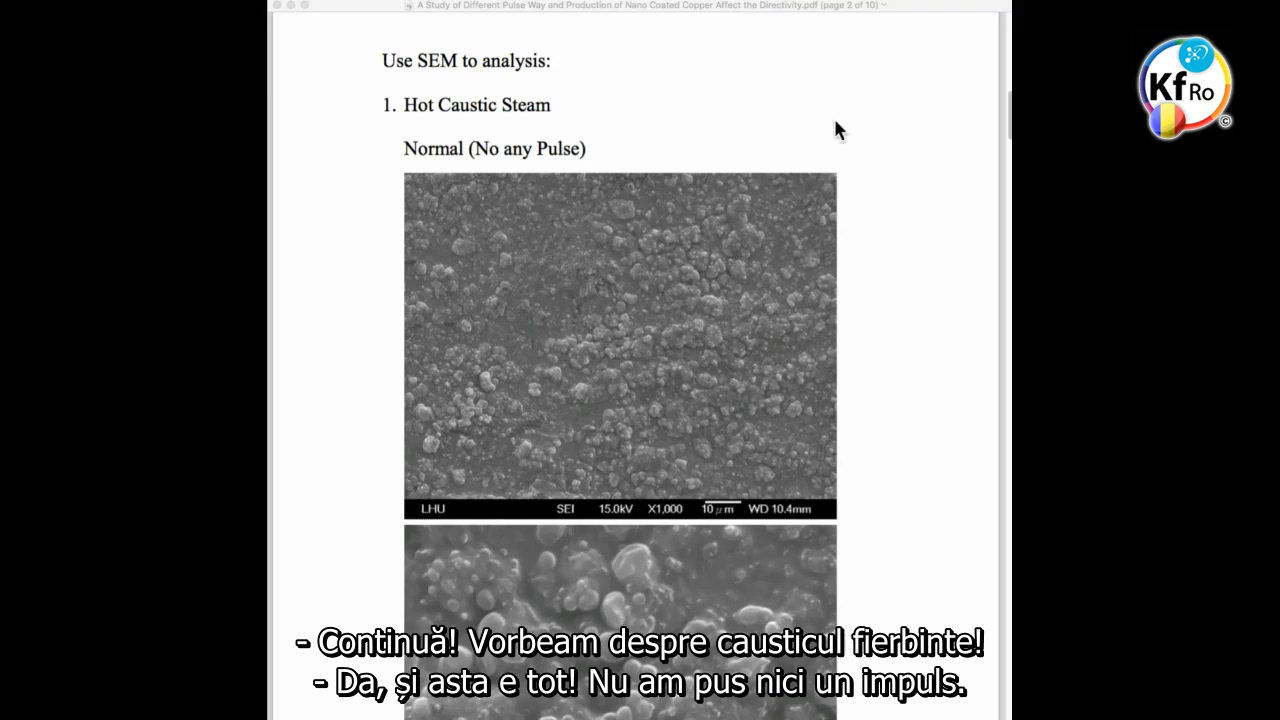 A Study of Different Pulse Way and Production of Nano Coated Copper Affect the Directivity.pdf (page 2 of 10)
Use SEM to analysis:
1. Hot Caustic Steam
Normal (No any Pulse)
LHU SEI 15.0kV X1,000 10μm WD 10.4mm
Kf Ro
©
- Continuă! Vorbeam despre causticul fierbinte!
- Da, și asta e tot! Nu am pus nici un impuls.